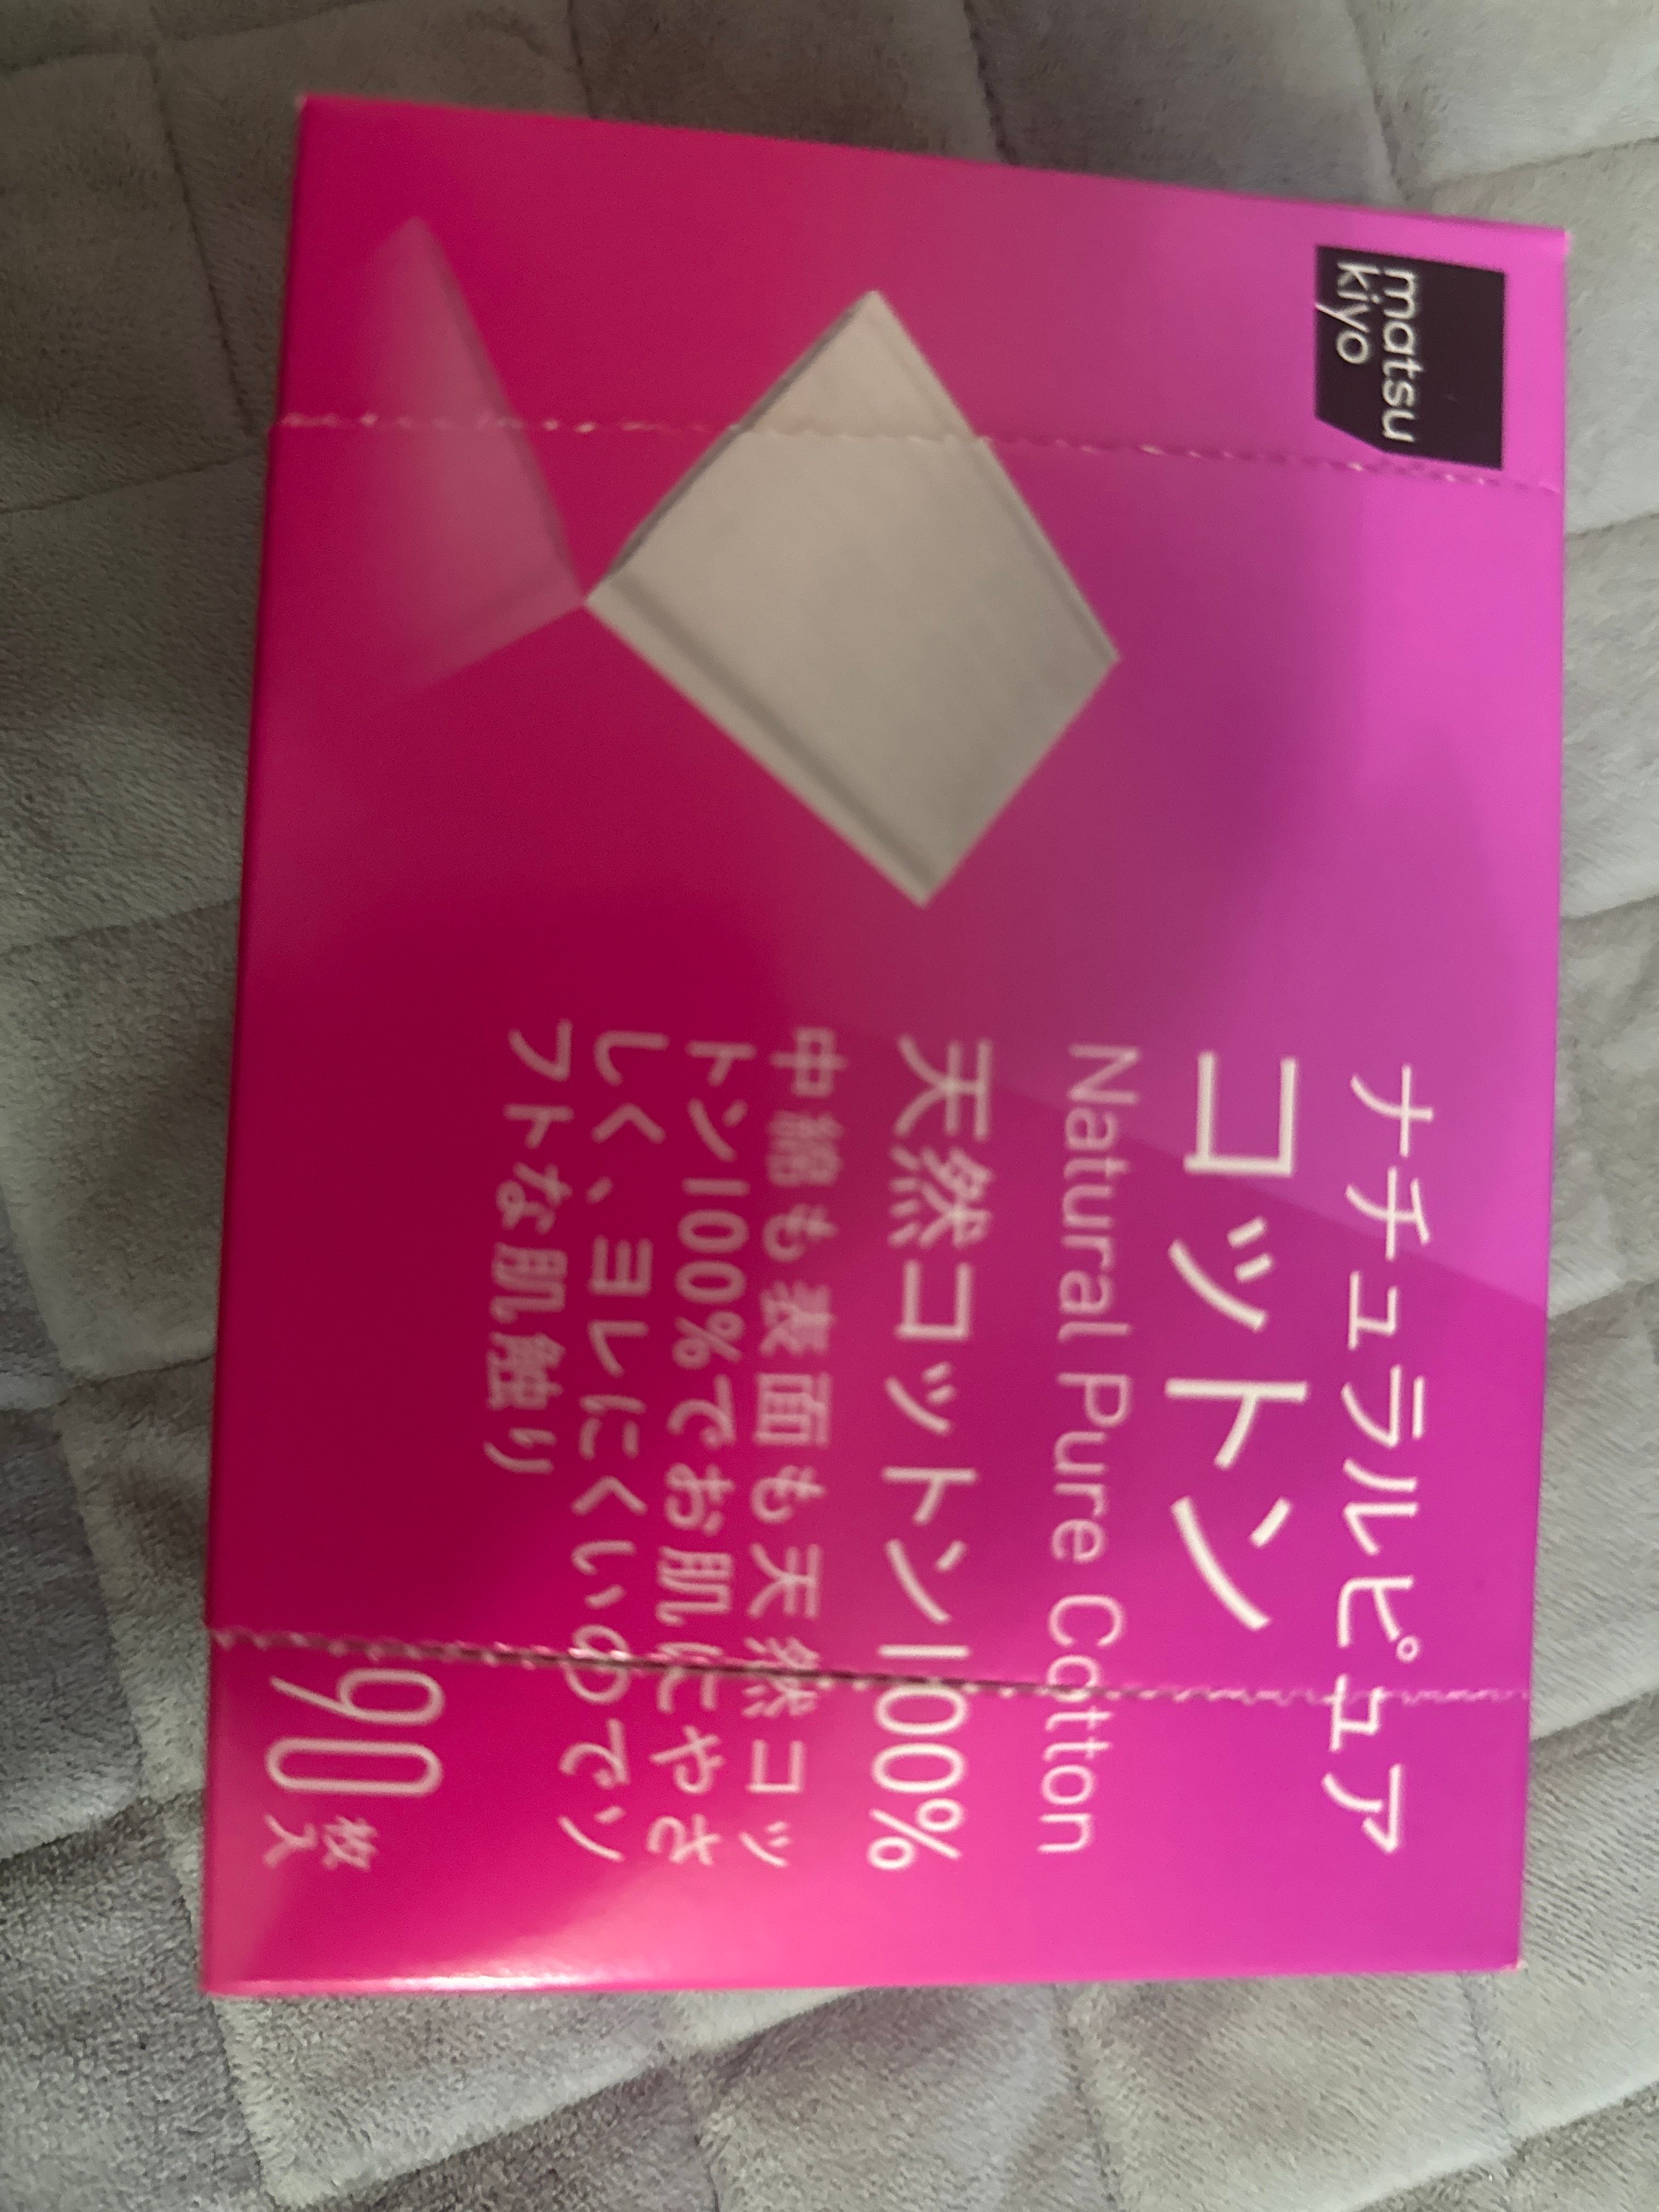 matsu
kiyo
ナチュラルピュア
コットン
Natural Pure Cotton
天然コットン100%
中綿も表面も天然コッ
トン100%でお肌にやさ
しく、ヨレにくいのでソ
フトな肌触り
90枚入